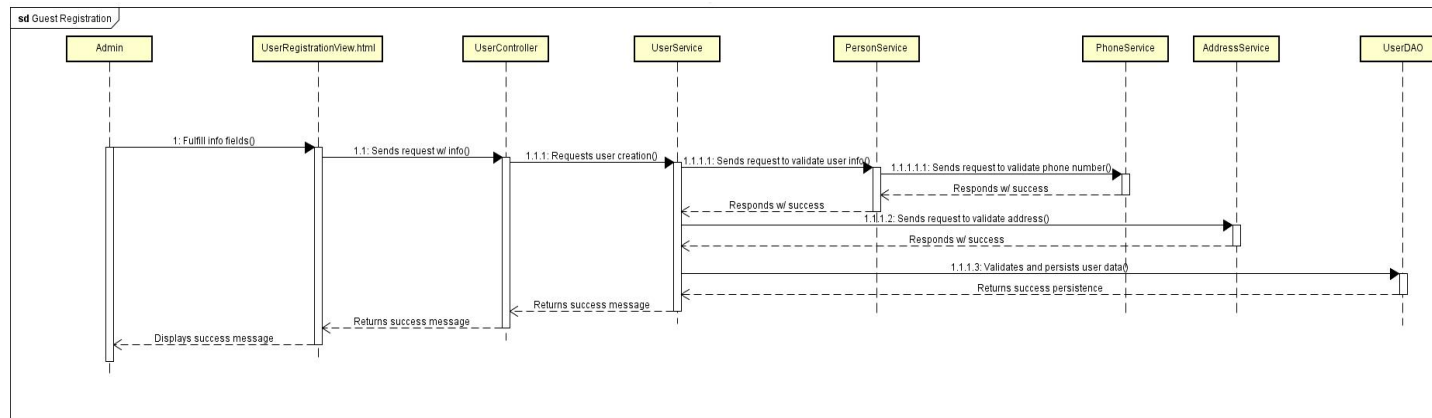 sd Guest Registration
Admin
UserRegistrationView.html
UserController
UserService
PersonService
PhoneService
AddressService
UserDAO
1: Fulfill info fields()
1.1: Sends request w/ info()
1.1.1: Requests user creation()
1.1.1.1: Sends request to validate user info()
1.1.1.1.1: Sends request to validate phone number()
Responds w/ success
Responds w/ success
1.1.1.2: Sends request to validate address()
Responds w/ success
1.1.1.3: Validates and persists user data()
Returns success persistence
Returns success message
Returns success message
Displays success message